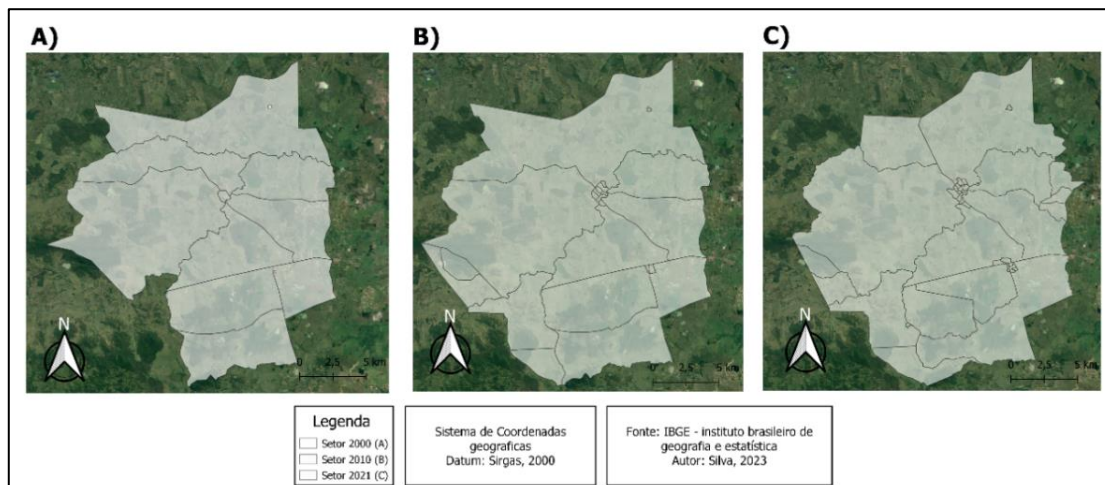 A)
B)
C)
N
0 2,5 5 km
N
0 2,5 5 km
N
0 2,5 5 km
Legenda
Setor 2000 (A)
Setor 2010 (B)
Setor 2021 (C)
Sistema de Coordenadas
geograficas
Datum: Sirgas, 2000
Fonte: IBGE - instituto brasileiro de
geografia e estatística
Autor: Silva, 2023